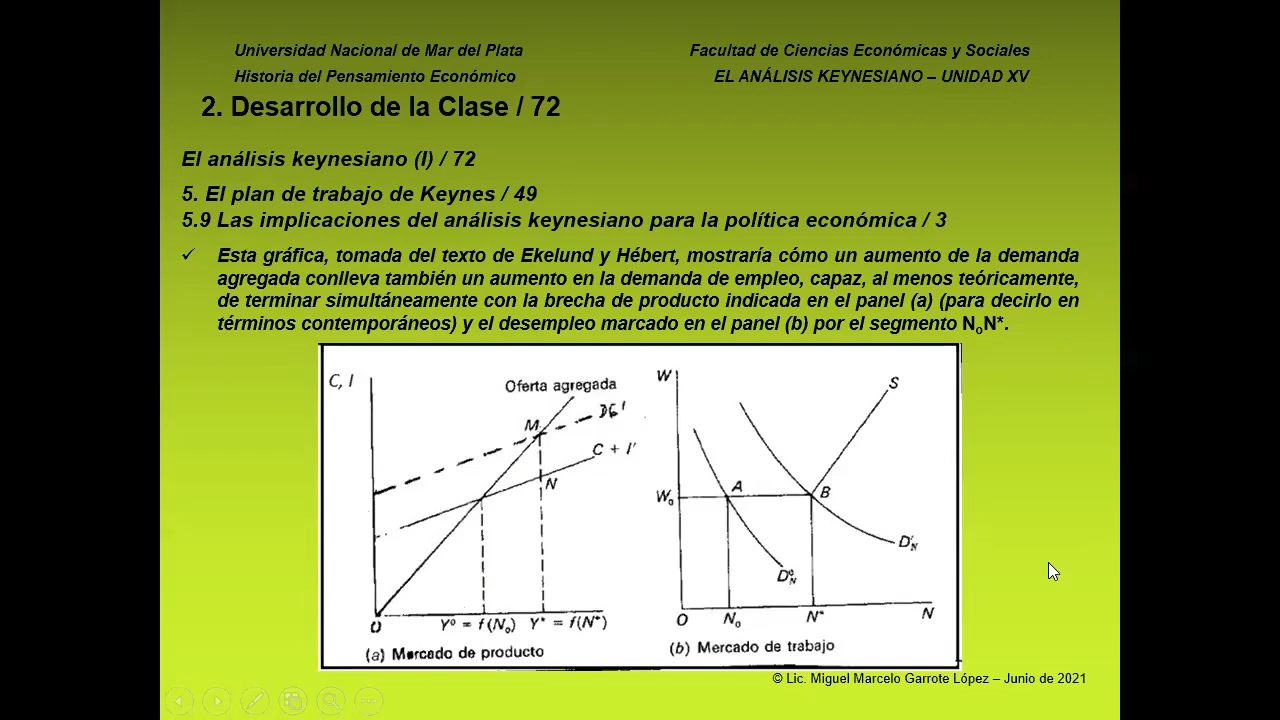 Universidad Nacional de Mar del Plata
Facultad de Ciencias Económicas y Sociales
Historia del Pensamiento Económico
EL ANÁLISIS KEYNESIANO – UNIDAD XV
2. Desarrollo de la Clase / 72
El análisis keynesiano (I) / 72
5. El plan de trabajo de Keynes / 49
5.9 Las implicaciones del análisis keynesiano para la política económica / 3
✓ Esta gráfica, tomada del texto de Ekelund y Hébert, mostraría cómo un aumento de la demanda
agregada conlleva también un aumento en la demanda de empleo, capaz, al menos teóricamente,
de terminar simultáneamente con la brecha de producto indicada en el panel (a) (para decirlo en
términos contemporáneos) y el desempleo marcado en el panel (b) por el segmento N₀N*.
C, I
Oferta agregada
M
C + I'
N
O
Y⁰ = f(N₀)
Y* = f(N*)
(a) Mercado de producto
W
S
W₀
A
B
D'N
D⁰N
O
N₀
N*
N
(b) Mercado de trabajo
© Lic. Miguel Marcelo Garrote López – Junio de 2021